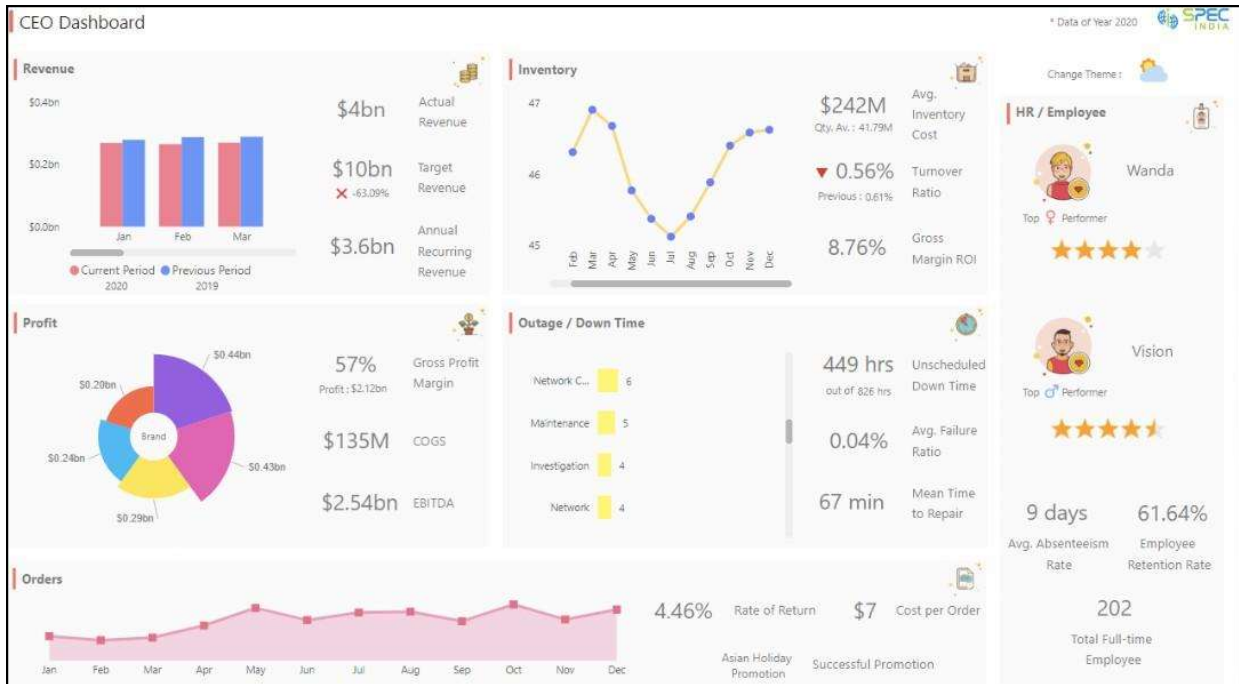 CEO Dashboard
* Data of Year 2020
SPEC
INDIA
Change Theme :
Revenue
$0.4bn
$0.2bn
$0.0bn
Jan
Feb
Mar
Current Period
2020
Previous Period
2019
$4bn
Actual
Revenue
$10bn
-63.09%
Target
Revenue
$3.6bn
Annual
Recurring
Revenue
Inventory
47
46
45
Feb
Mar
Apr
May
Jun
Jul
Aug
Sep
Oct
Nov
Dec
$242M
Qty. Av. : 41.79M
Avg.
Inventory
Cost
0.56%
Previous : 0.61%
Turnover
Ratio
8.76%
Gross
Margin ROI
HR / Employee
Wanda
Top Performer
Vision
Top Performer
9 days
Avg. Absenteeism
Rate
61.64%
Employee
Retention Rate
202
Total Full-time
Employee
Profit
$0.44bn
$0.20bn
Brand
$0.24bn
$0.43bn
$0.29bn
57%
Profit : $2.12bn
Gross Profit
Margin
$135M
COGS
$2.54bn
EBITDA
Outage / Down Time
Network C...
6
Maintenance
5
Investigation
4
Network
4
449 hrs
out of 826 hrs
Unscheduled
Down Time
0.04%
Avg. Failure
Ratio
67 min
Mean Time
to Repair
Orders
Jan
Feb
Mar
Apr
May
Jun
Jul
Aug
Sep
Oct
Nov
Dec
4.46%
Rate of Return
$7
Cost per Order
Asian Holiday
Promotion
Successful Promotion